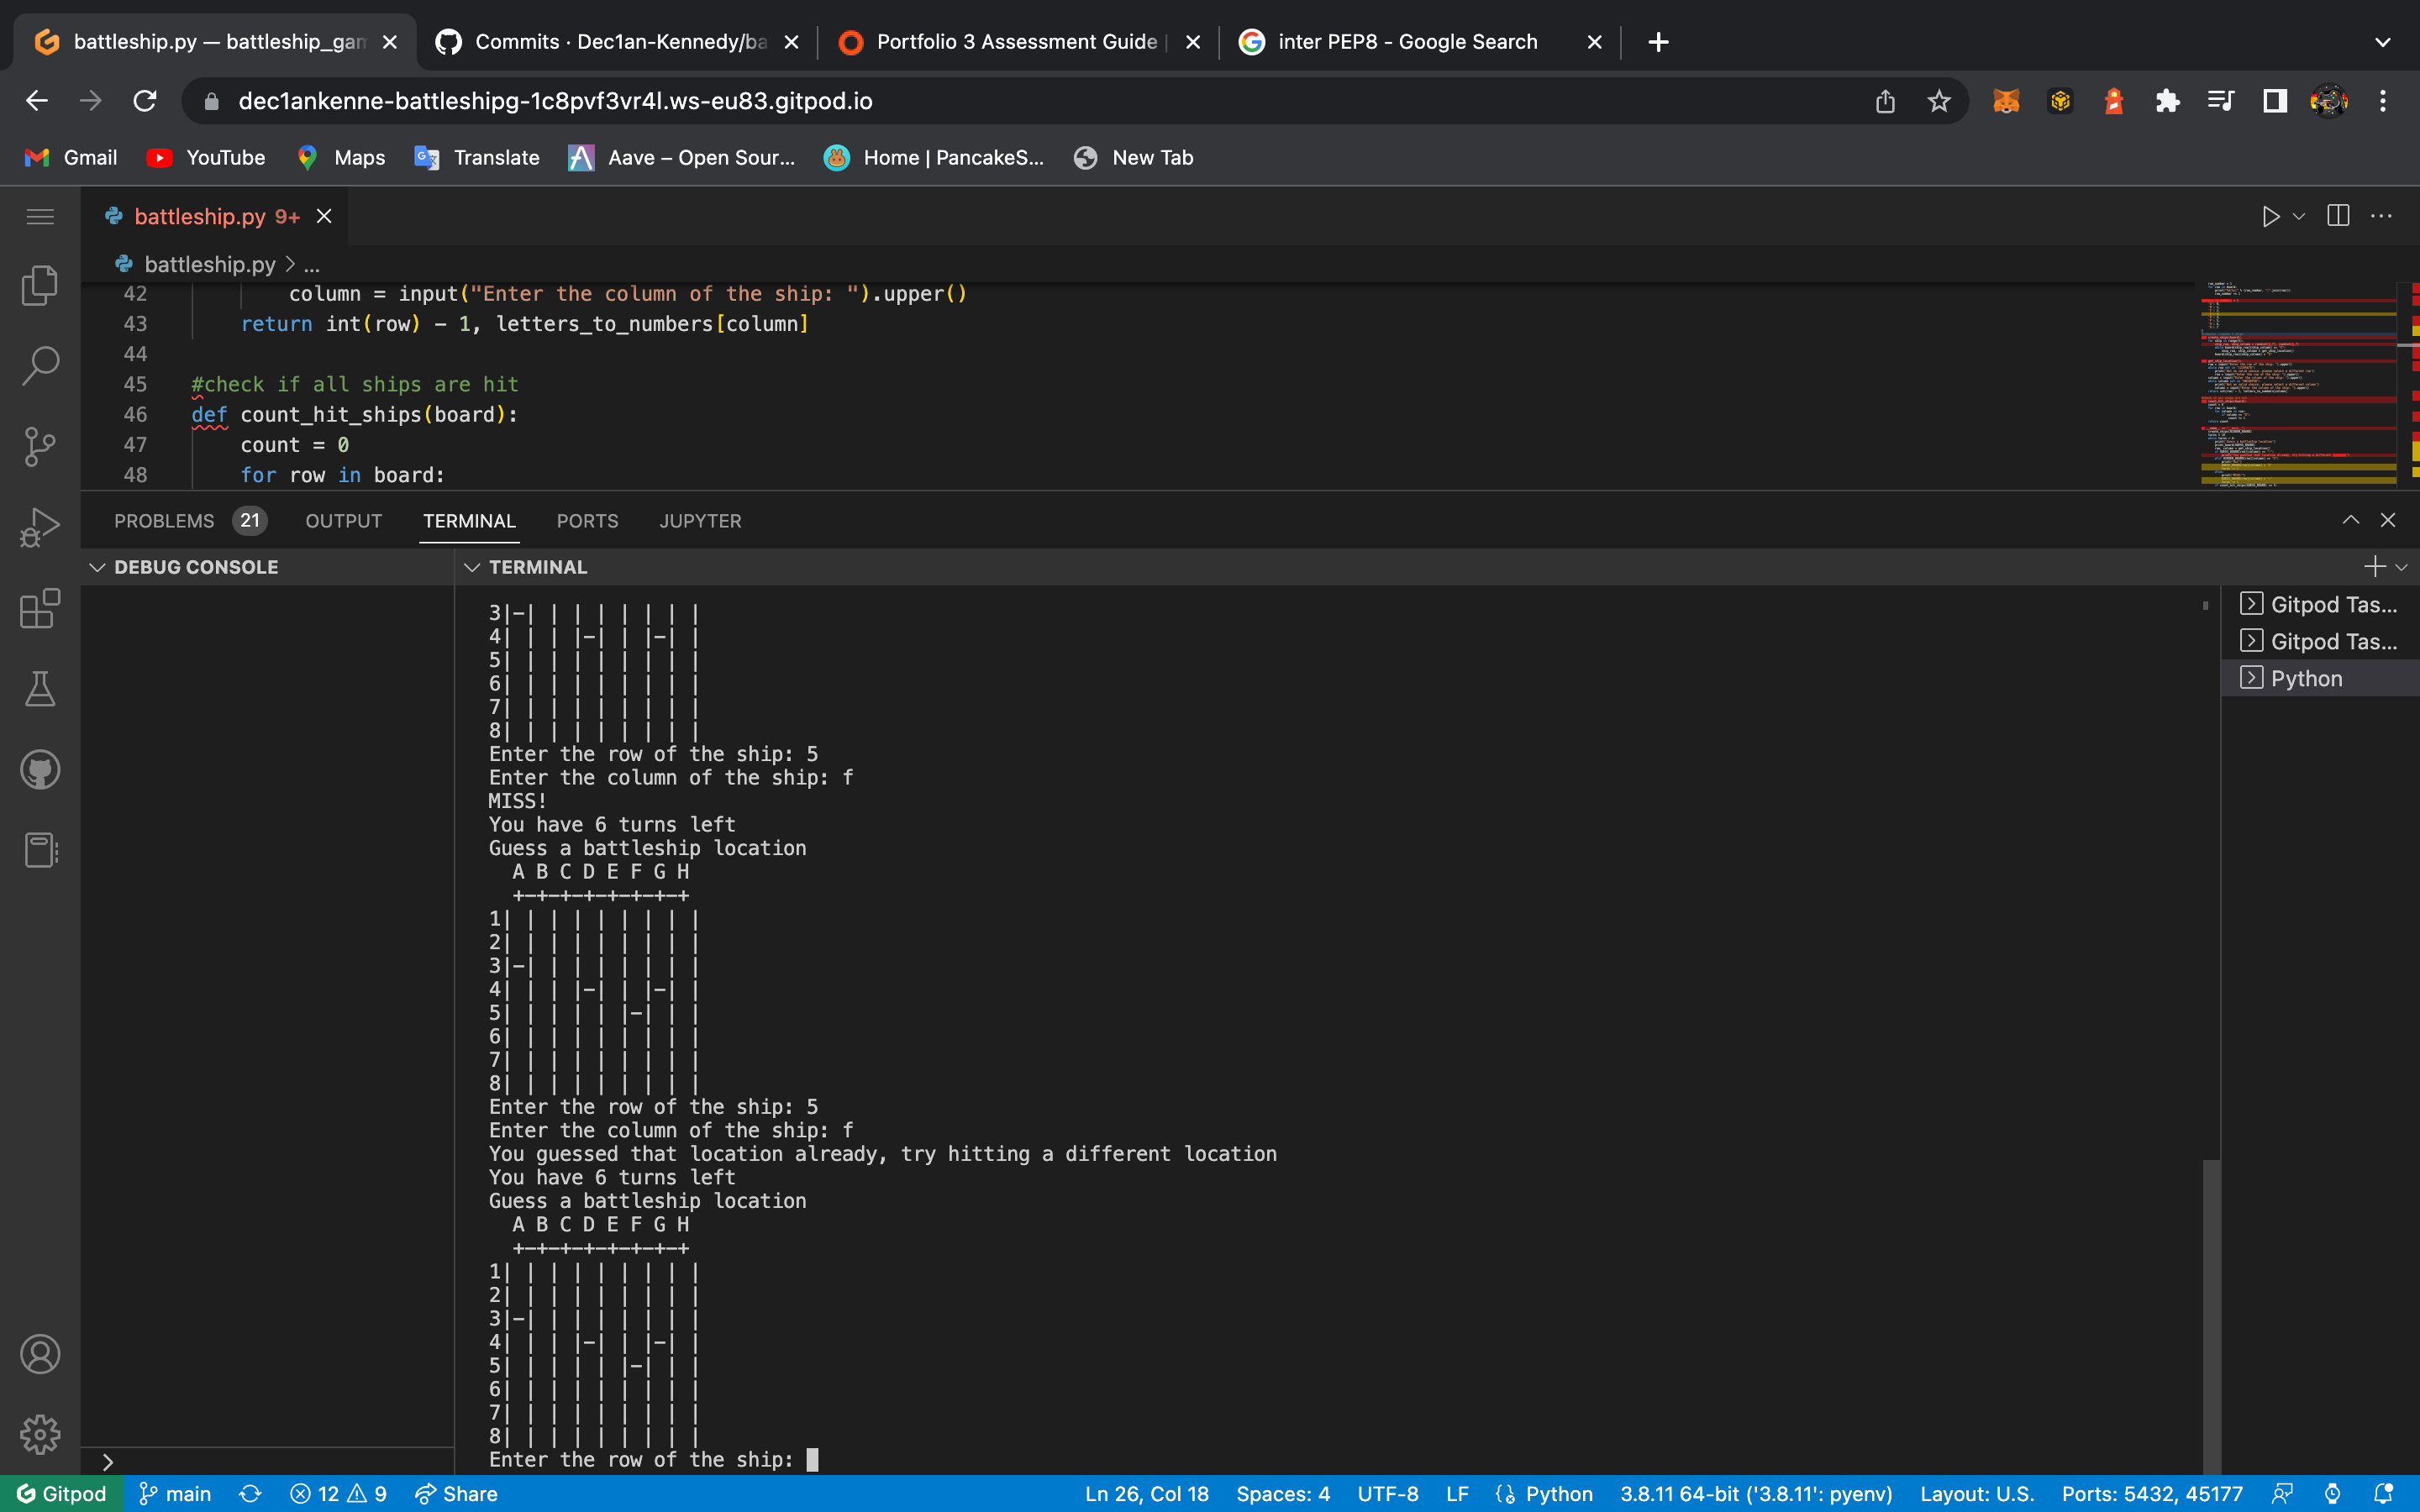 battleship.py — battleship_gam
Commits · Dec1an-Kennedy/ba
Portfolio 3 Assessment Guide |
inter PEP8 - Google Search
dec1ankenne-battleshipg-1c8pvf3vr4l.ws-eu83.gitpod.io
Gmail
YouTube
Maps
Translate
Aave – Open Sour...
Home | PancakeS...
New Tab
battleship.py 9+
battleship.py > ...
42 column = input("Enter the column of the ship: ").upper()
43 return int(row) - 1, letters_to_numbers[column]
44
45 #check if all ships are hit
46 def count_hit_ships(board):
47 count = 0
48 for row in board:
PROBLEMS 21 OUTPUT TERMINAL PORTS JUPYTER
DEBUG CONSOLE
TERMINAL
3|-| | | | | | | |
4| | | |-| | |-| |
5| | | | | | | | |
6| | | | | | | | |
7| | | | | | | | |
8| | | | | | | | |
Enter the row of the ship: 5
Enter the column of the ship: f
MISS!
You have 6 turns left
Guess a battleship location
A B C D E F G H
+-+-+-+-+-+-+-+
1| | | | | | | | |
2| | | | | | | | |
3|-| | | | | | | |
4| | | |-| | |-| |
5| | | | | |-| | |
6| | | | | | | | |
7| | | | | | | | |
8| | | | | | | | |
Enter the row of the ship: 5
Enter the column of the ship: f
You guessed that location already, try hitting a different location
You have 6 turns left
Guess a battleship location
A B C D E F G H
+-+-+-+-+-+-+-+
1| | | | | | | | |
2| | | | | | | | |
3|-| | | | | | | |
4| | | |-| | |-| |
5| | | | | |-| | |
6| | | | | | | | |
7| | | | | | | | |
8| | | | | | | | |
Enter the row of the ship:
Gitpod Tas...
Gitpod Tas...
Python
Gitpod main 12 9 Share Ln 26, Col 18 Spaces: 4 UTF-8 LF Python 3.8.11 64-bit ('3.8.11': pyenv) Layout: U.S. Ports: 5432, 45177